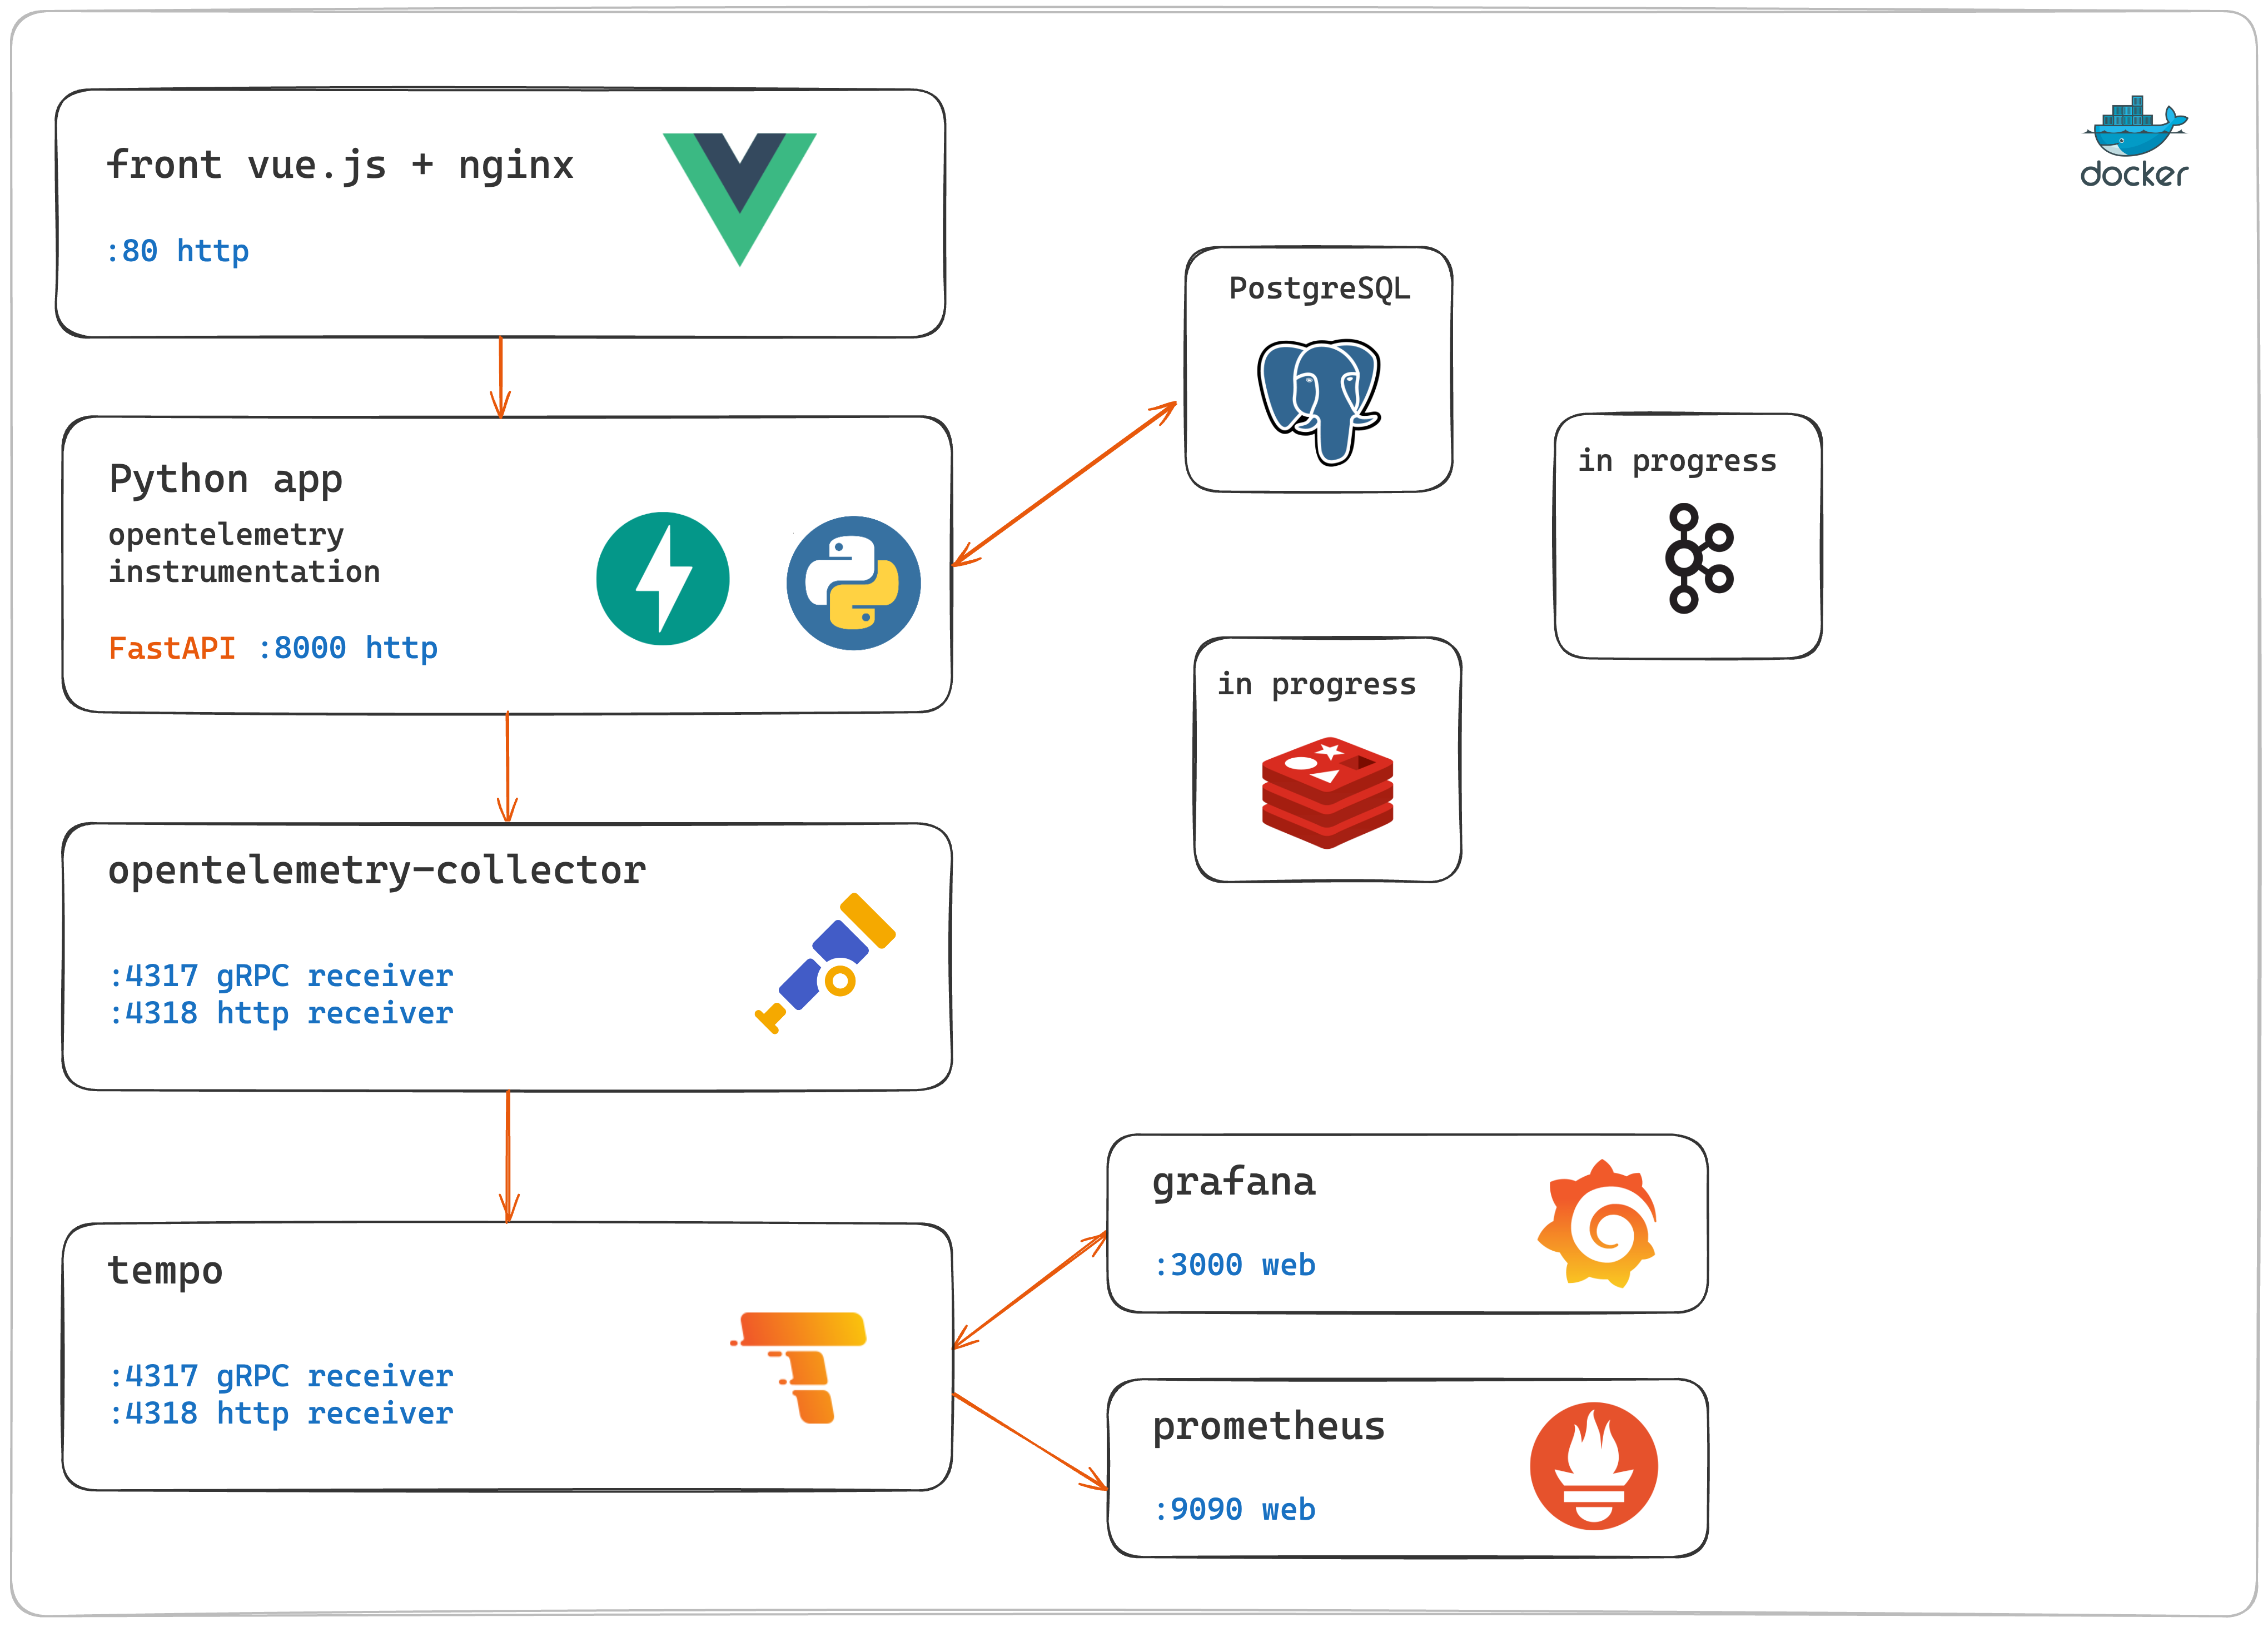 front vue.js + nginx
:80 http
docker
PostgreSQL
in progress
Python app
opentelemetry
instrumentation
FastAPI :8000 http
in progress
opentelemetry-collector
:4317 gRPC receiver
:4318 http receiver
grafana
:3000 web
tempo
:4317 gRPC receiver
:4318 http receiver
prometheus
:9090 web